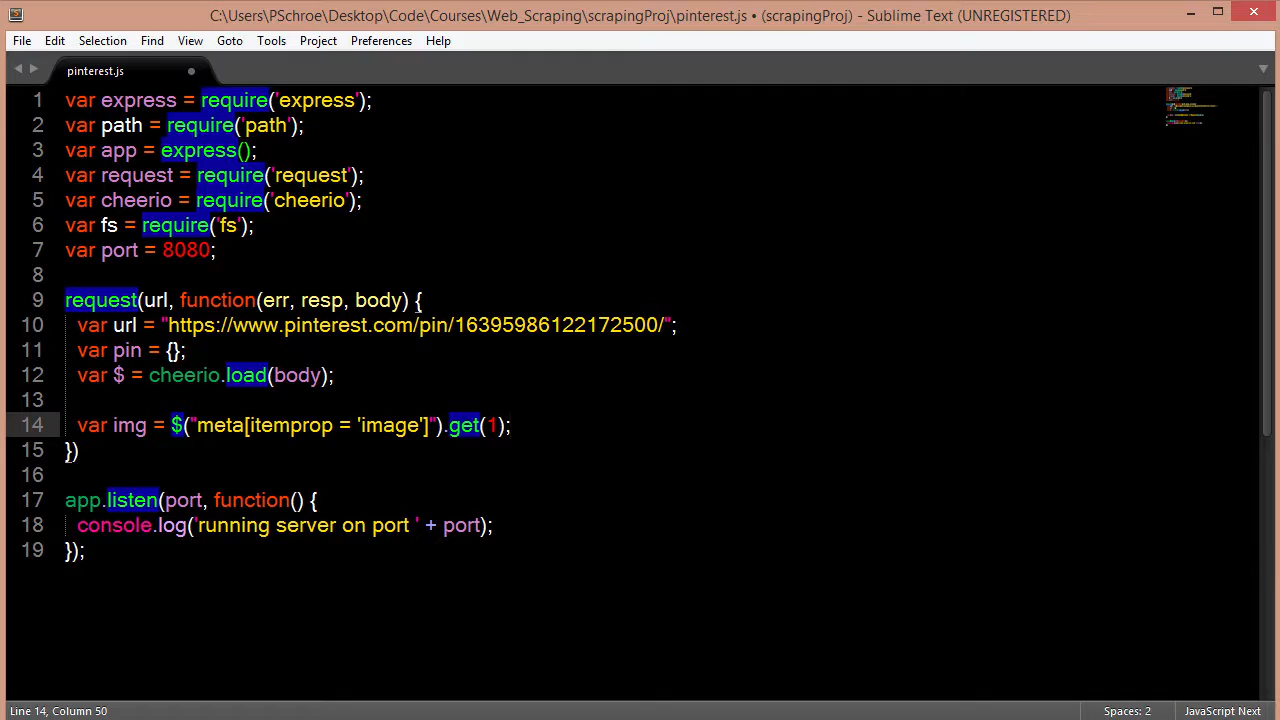 C:\Users\PSchroe\Desktop\Code\Courses\Web_Scraping\scrapingProj\pinterest.js • (scrapingProj) - Sublime Text (UNREGISTERED)
File Edit Selection Find View Goto Tools Project Preferences Help
pinterest.js
1 var express = require('express');
2 var path = require('path');
3 var app = express();
4 var request = require('request');
5 var cheerio = require('cheerio');
6 var fs = require('fs');
7 var port = 8080;
8
9 request(url, function(err, resp, body) {
10 var url = "https://www.pinterest.com/pin/16395986122172500/";
11 var pin = {};
12 var $ = cheerio.load(body);
13
14 var img = $("meta[itemprop = 'image']").get(1);
15 })
16
17 app.listen(port, function() {
18 console.log('running server on port ' + port);
19 });
Line 14, Column 50 Spaces: 2 JavaScript Next